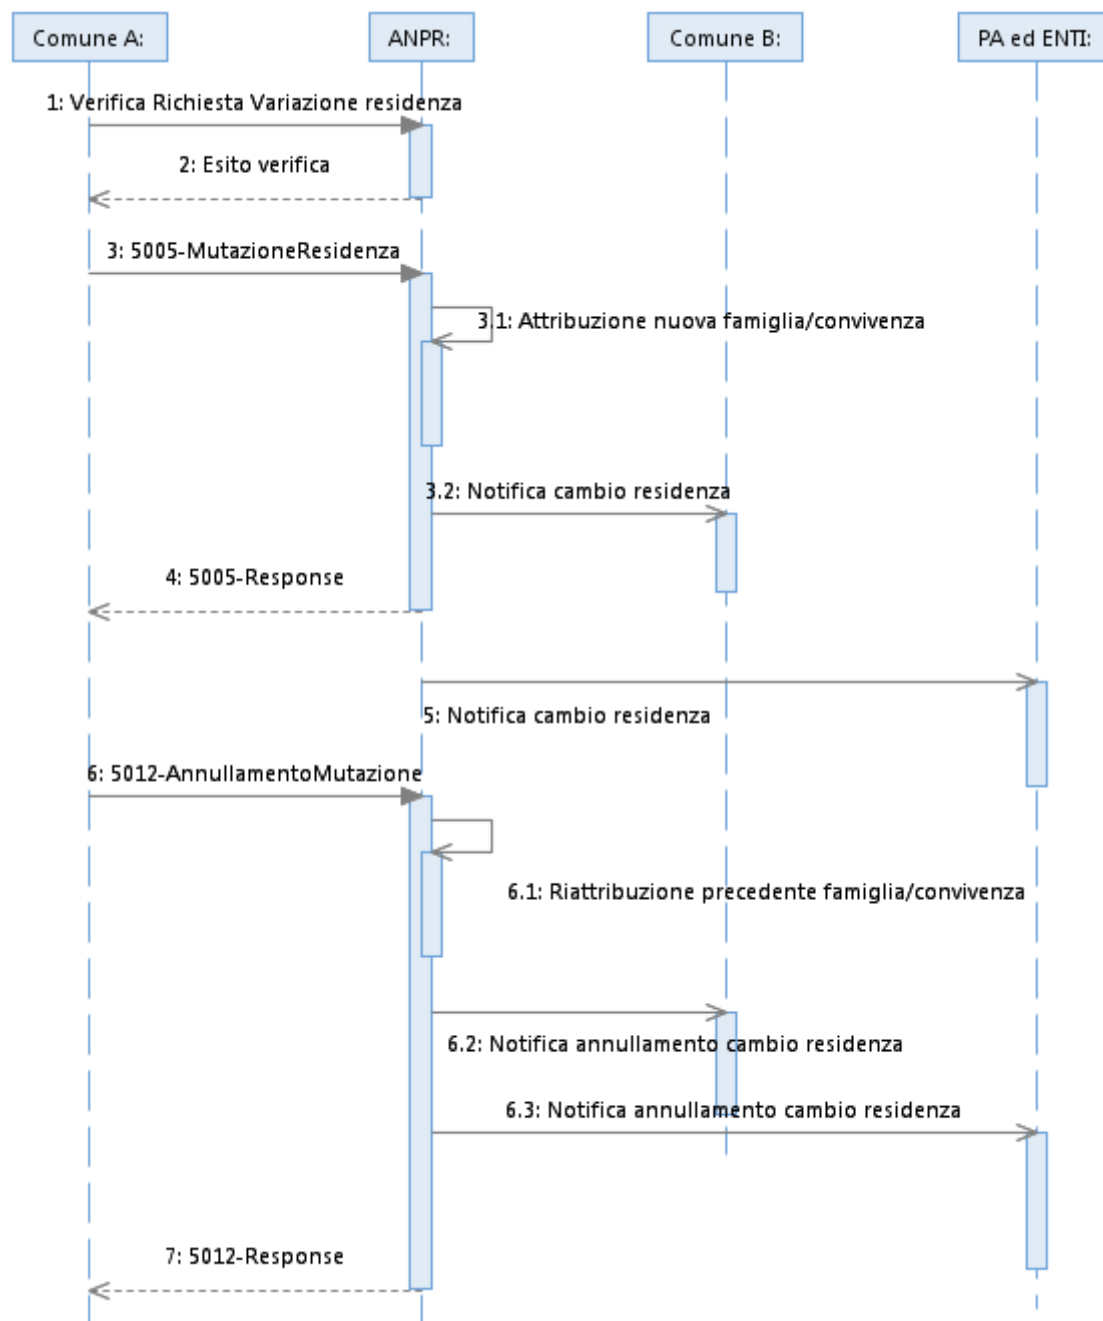 Comune A:
ANPR:
Comune B:
PA ed ENTI:
1: Verifica Richiesta Variazione residenza
2: Esito verifica
3: 5005-MutazioneResidenza
3.1: Attribuzione nuova famiglia/convivenza
3.2: Notifica cambio residenza
4: 5005-Response
5: Notifica cambio residenza
6: 5012-AnnullamentoMutazione
6.1: Riattribuzione precedente famiglia/convivenza
6.2: Notifica annullamento cambio residenza
6.3: Notifica annullamento cambio residenza
7: 5012-Response